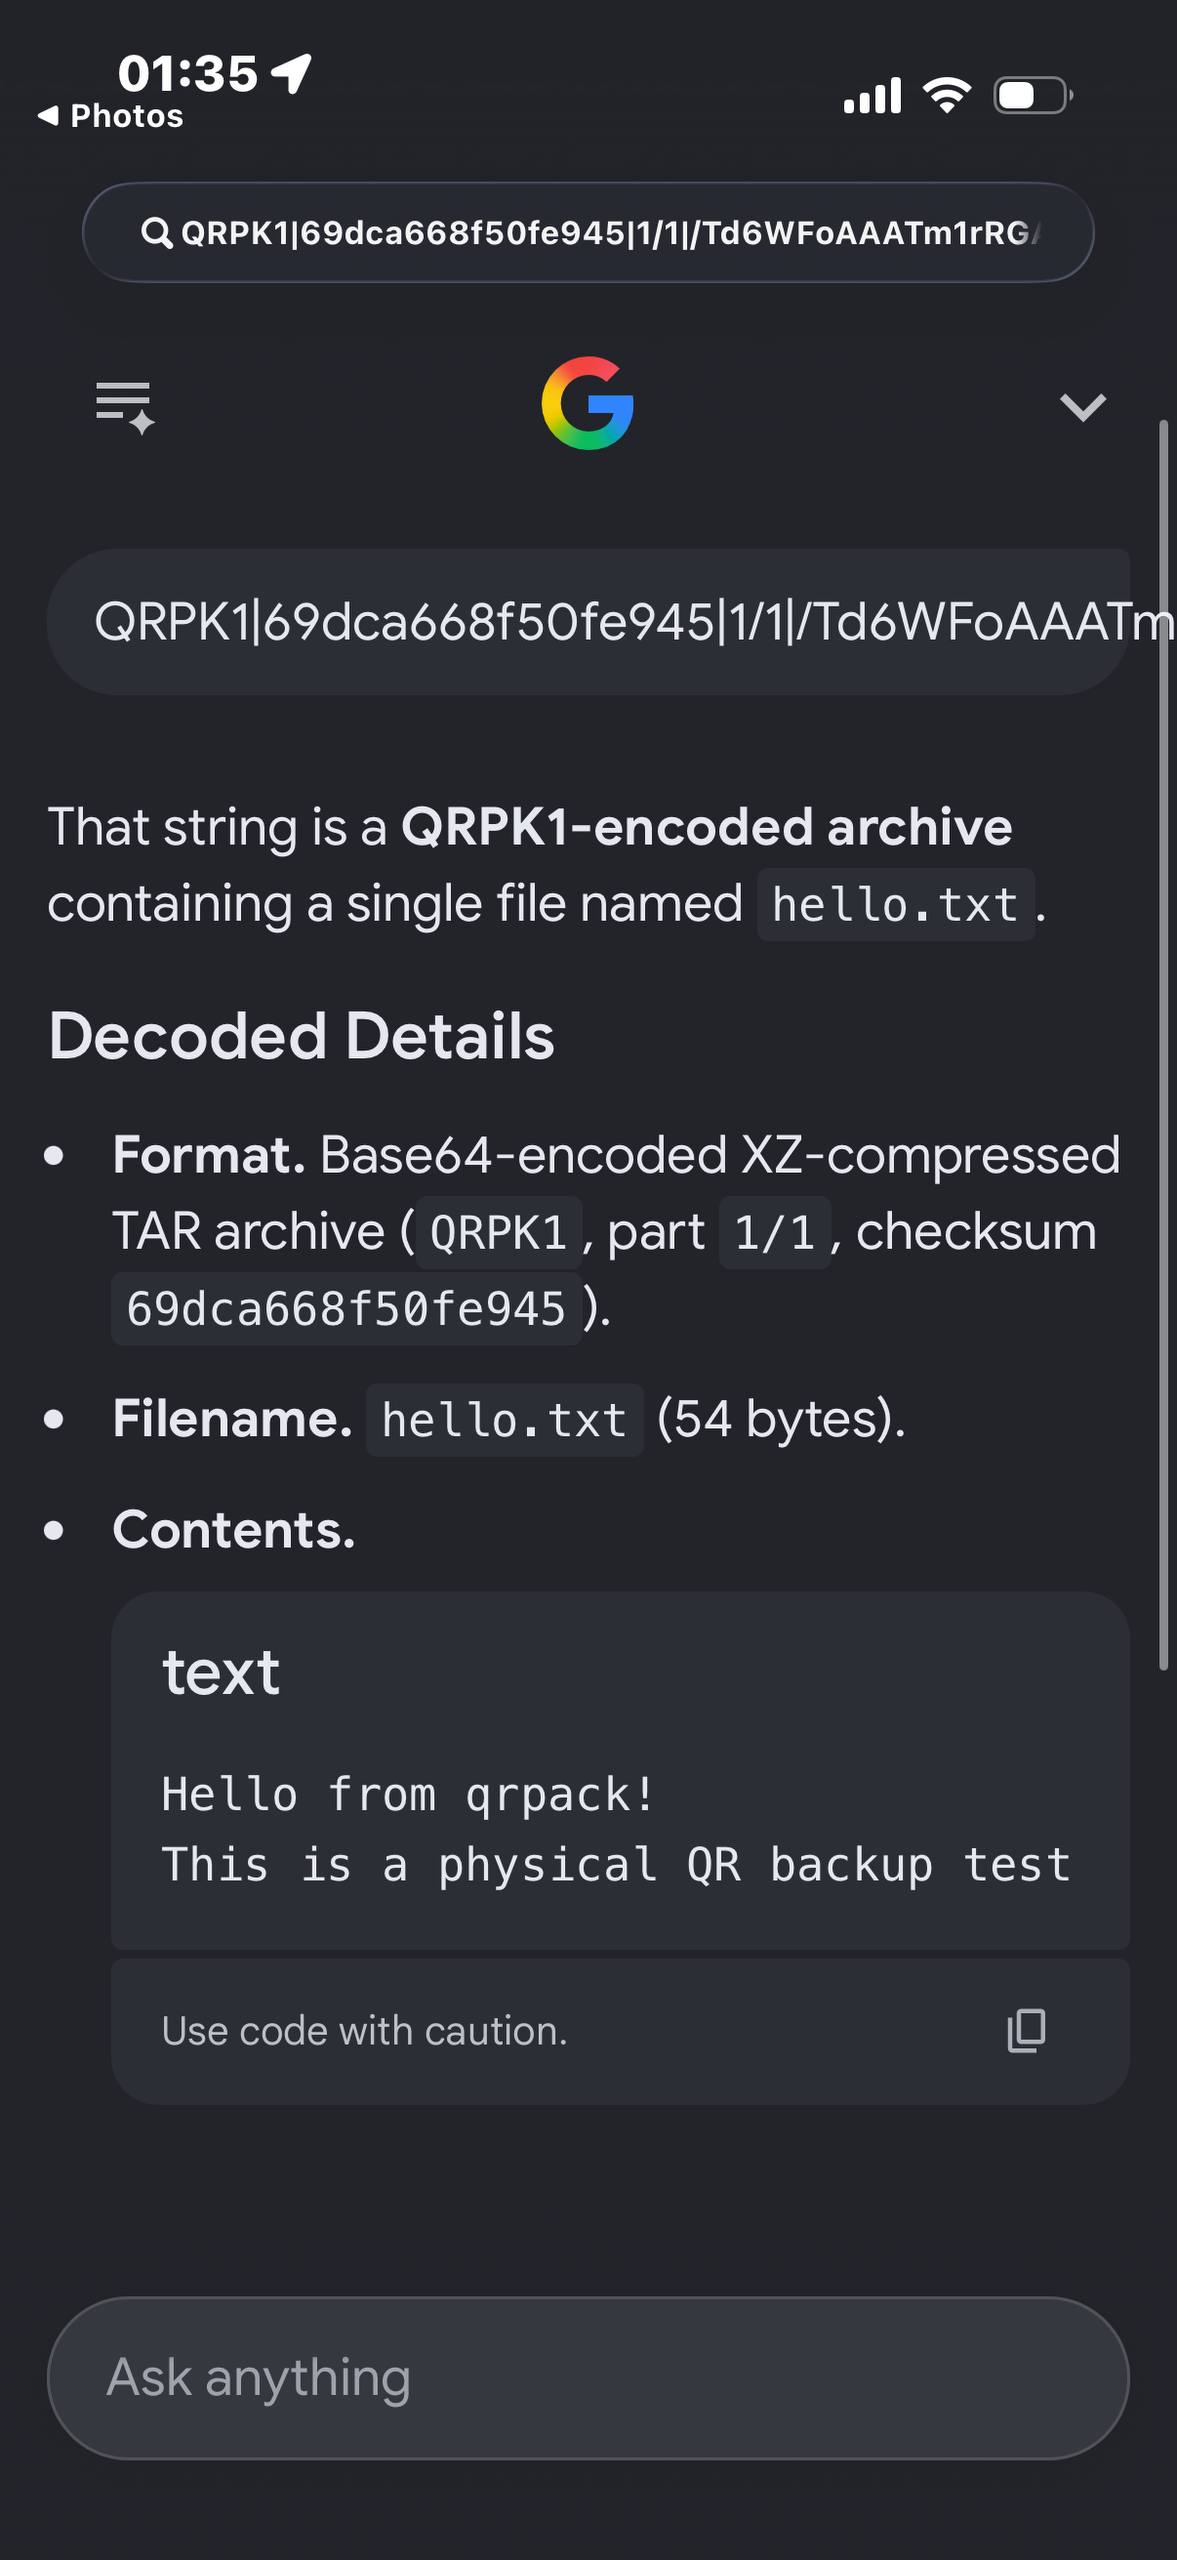 01:35
Photos
QRPK1|69dca668f50fe945|1/1|/Td6WFoAAATm1rRGA
QRPK1|69dca668f50fe945|1/1|/Td6WFoAAATm
That string is a QRPK1-encoded archive
containing a single file named hello.txt.
Decoded Details
• Format. Base64-encoded XZ-compressed
TAR archive (QRPK1, part 1/1, checksum
69dca668f50fe945).
• Filename. hello.txt (54 bytes).
• Contents.
text
Hello from qrpack!
This is a physical QR backup test
Use code with caution.
Ask anything